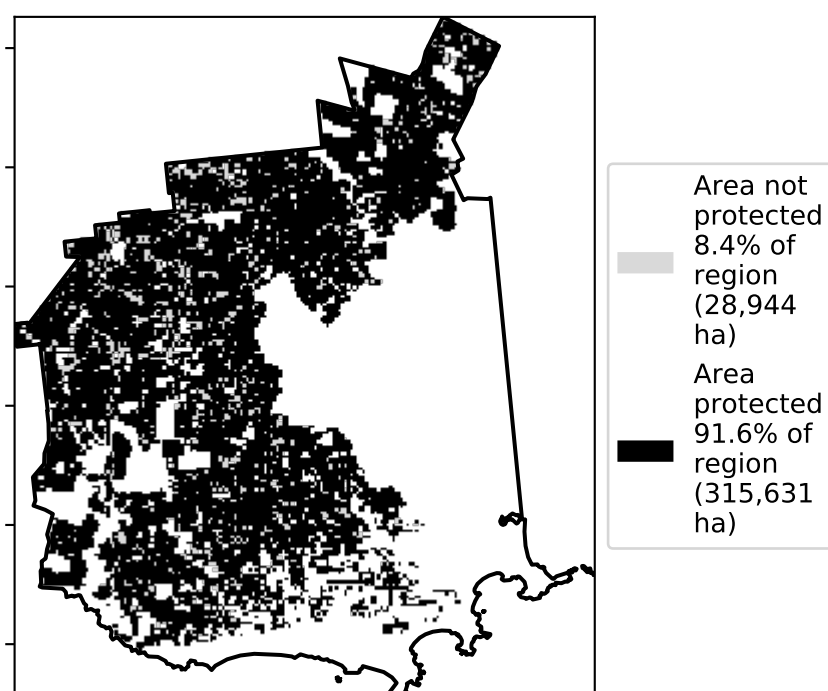 Area not
protected
8.4% of
region
(28,944
ha)
Area
protected
91.6% of
region
(315,631
ha)